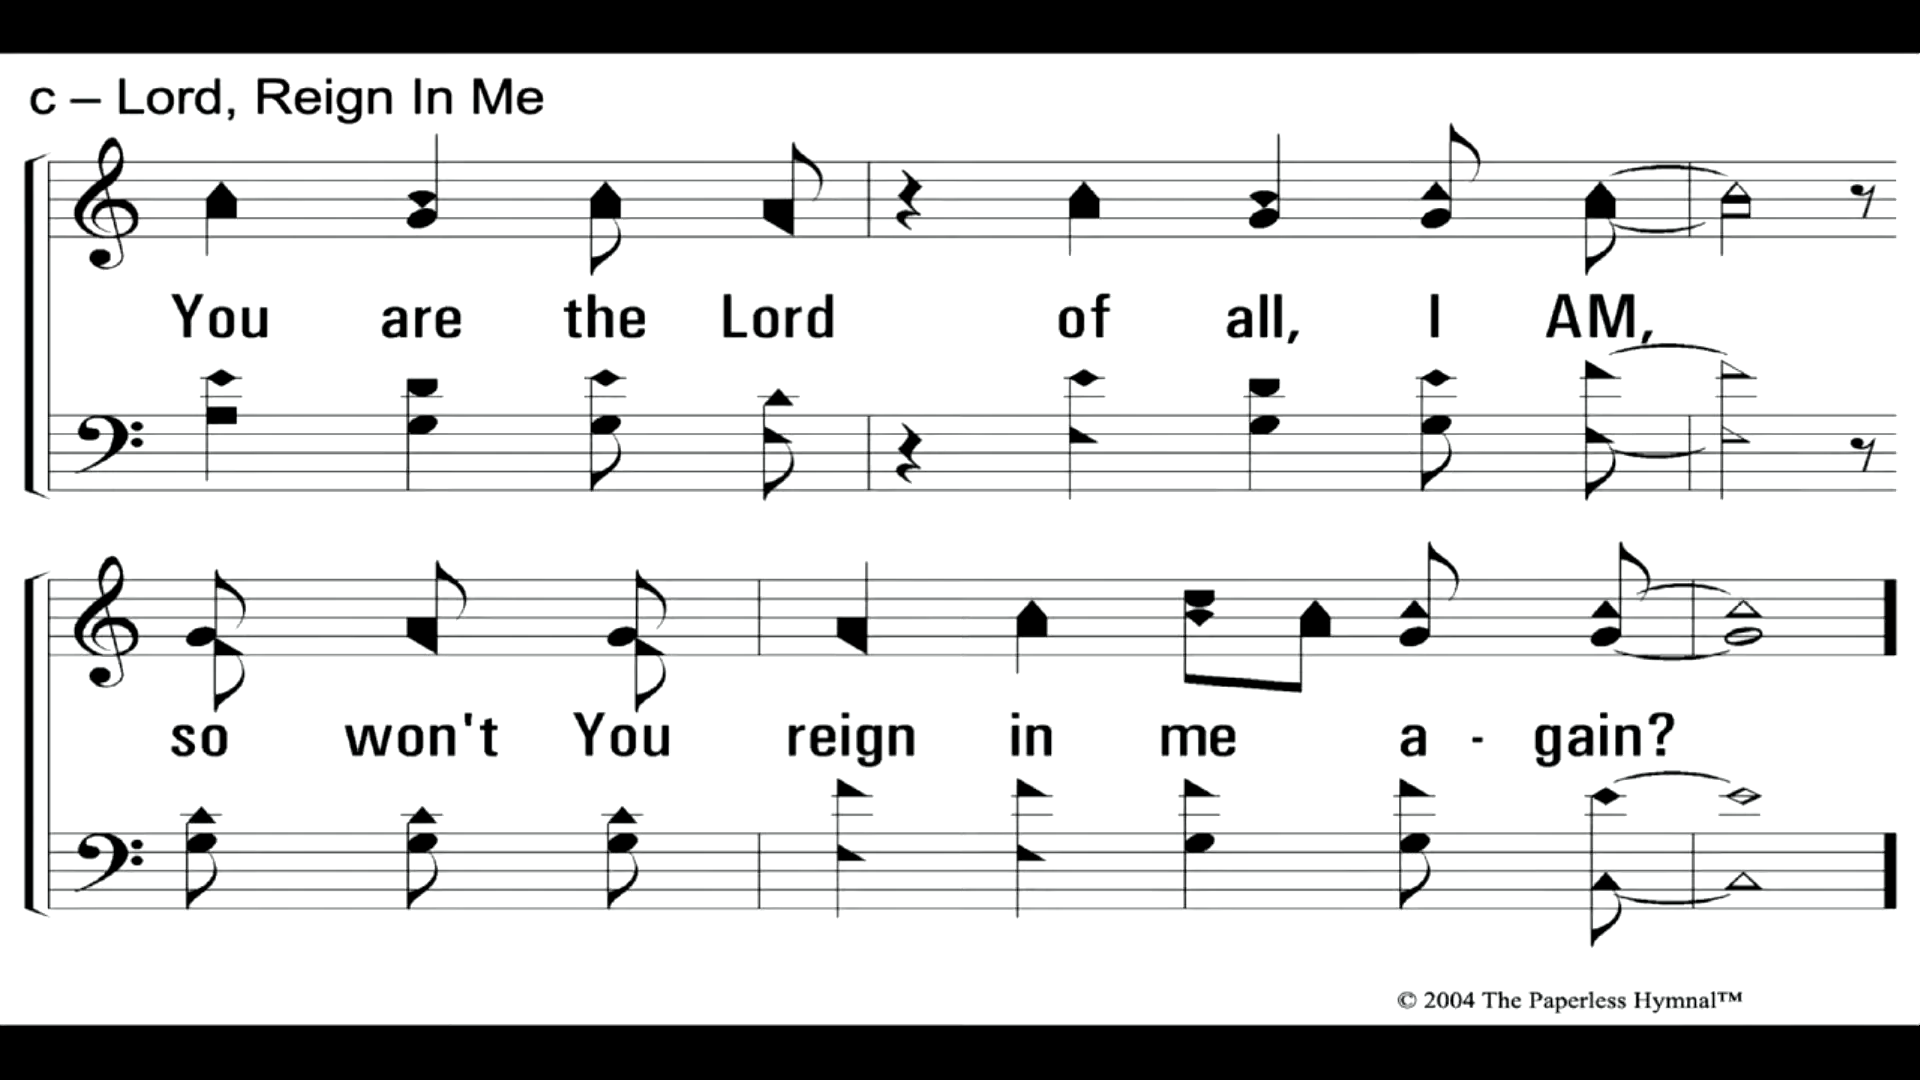 c – Lord, Reign In Me
You are the Lord of all, I AM,
so won't You reign in me a - gain?
© 2004 The Paperless Hymnal™